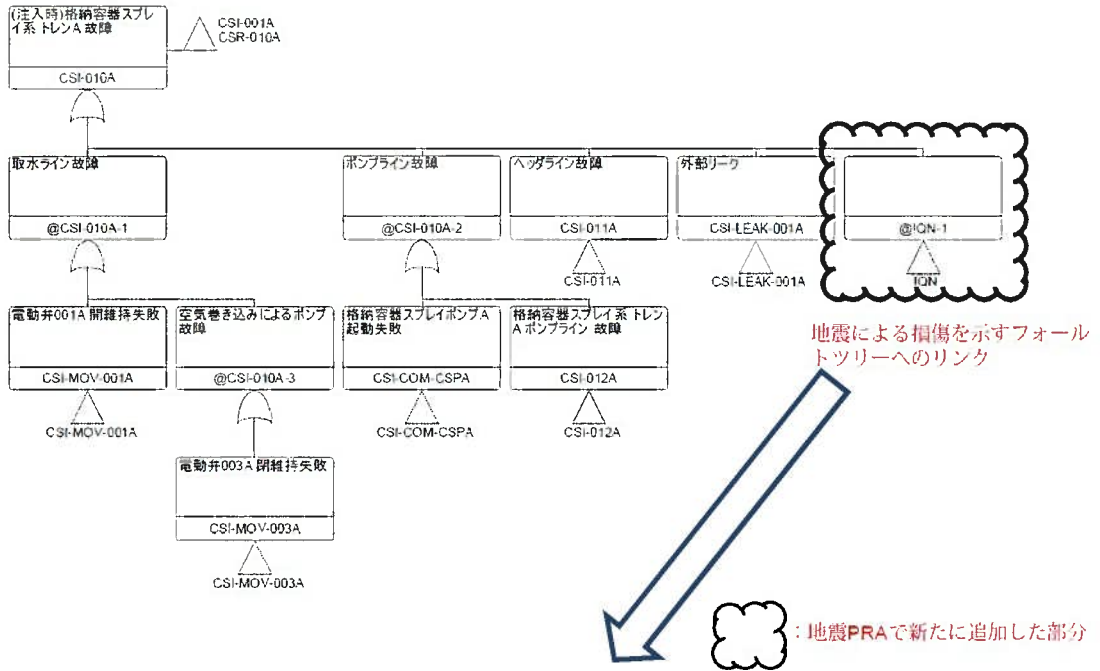 (注入時)格納容器スプレ
イ系 トレンA 故障
CSI-010A
CSI-001A
CSR-010A
取水ライン故障
@CSI-010A-1
ポンプライン故障
@CSI-010A-2
ヘッダライン故障
CSI-011A
CSI-011A
外部リーク
CSI-LEAK-001A
CSI-LEAK-001A
@IQN-1
IQN
電動弁001A 開維持失敗
CSI-MOV-001A
CSI-MOV-001A
空気巻き込みによるポンプ
故障
@CSI-010A-3
格納容器スプレイポンプA
起動失敗
CSI-COM-CSPA
CSI-COM-CSPA
格納容器スプレイ系 トレン
A ポンプライン 故障
CSI-012A
CSI-012A
地震による損傷を示すフォール
トツリーへのリンク
電動弁003A 閉維持失敗
CSI-MOV-003A
CSI-MOV-003A
：地震PRAで新たに追加した部分